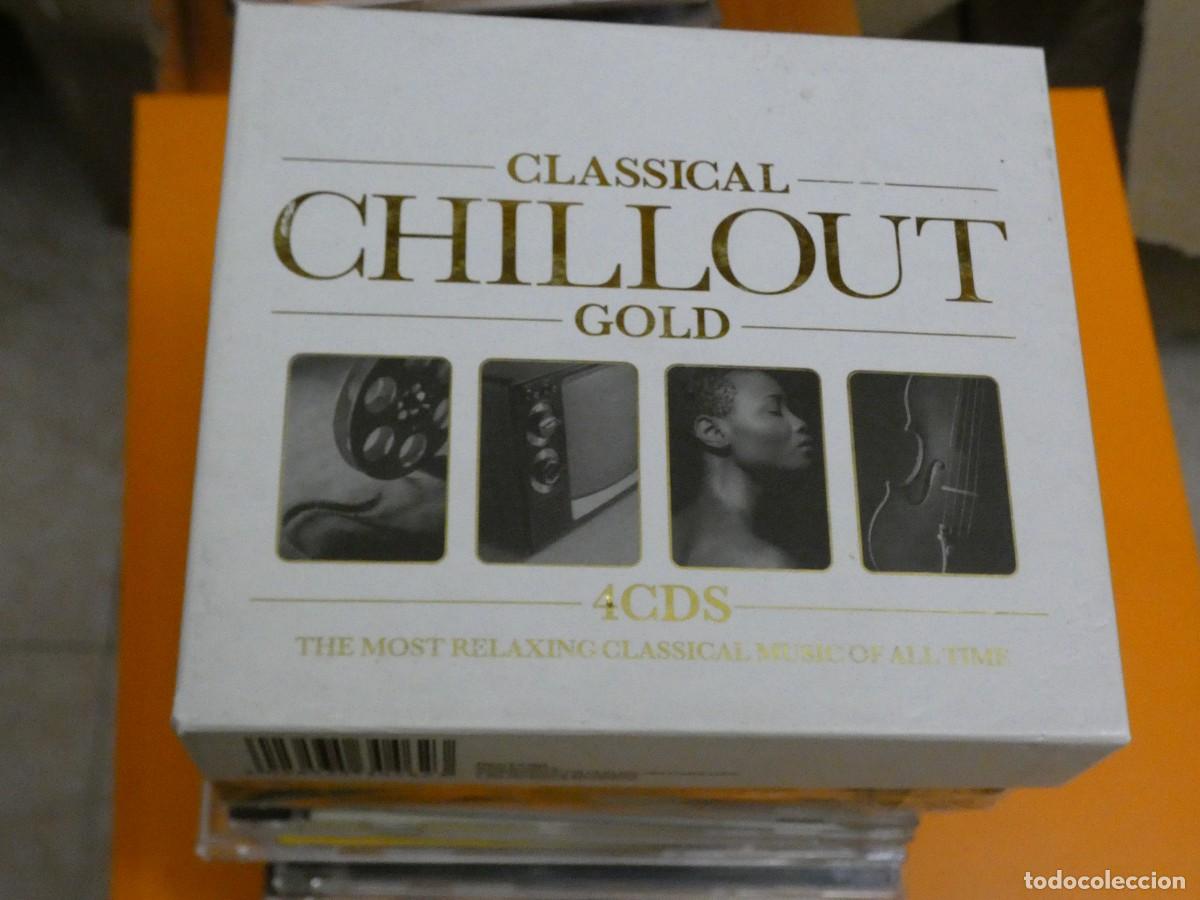 CLASSICAL
CHILLOUT
GOLD
4CDS
THE MOST RELAXING CLASSICAL MUSIC OF ALL TIME
todocoleccion